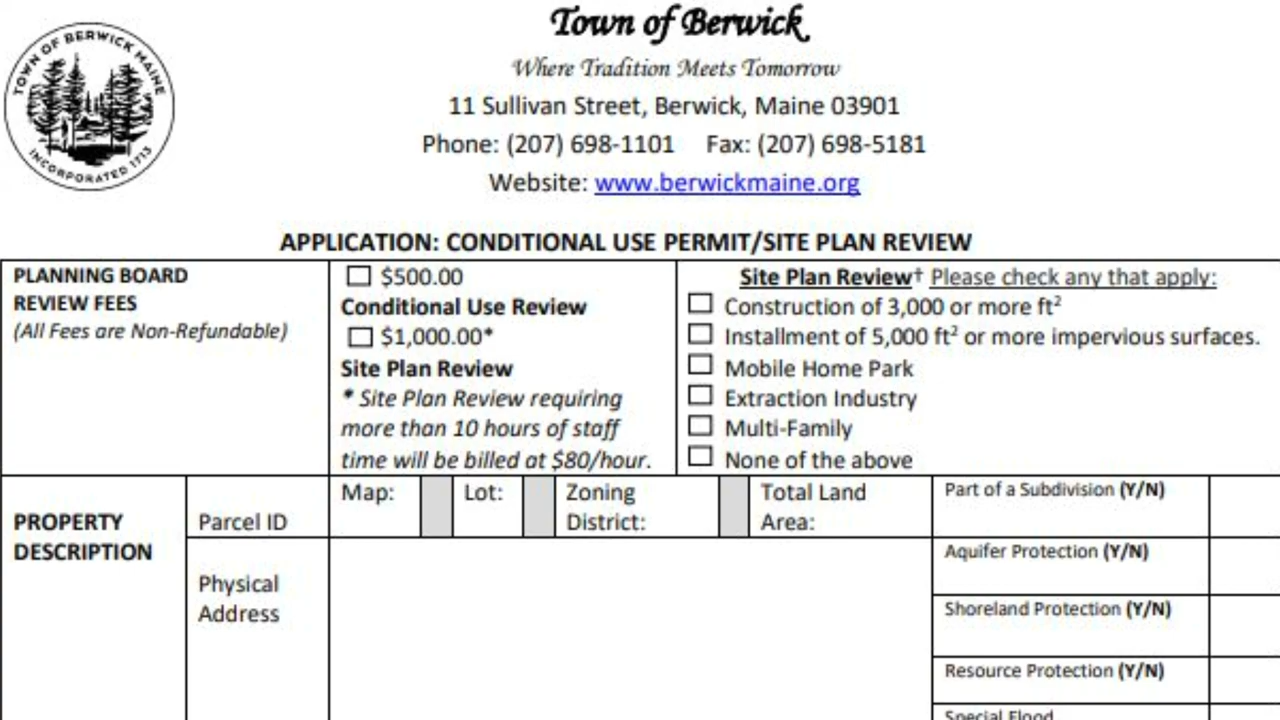 TOWN OF BERWICK MAINE
INCORPORATED 1713
Town of Berwick
Where Tradition Meets Tomorrow
11 Sullivan Street, Berwick, Maine 03901
Phone: (207) 698-1101 Fax: (207) 698-5181
Website: www.berwickmaine.org
APPLICATION: CONDITIONAL USE PERMIT/SITE PLAN REVIEW
PLANNING BOARD
REVIEW FEES
(All Fees are Non-Refundable)
☐ $500.00
Conditional Use Review
☐ $1,000.00*
Site Plan Review
* Site Plan Review requiring
more than 10 hours of staff
time will be billed at $80/hour.
Site Plan Review† Please check any that apply:
☐ Construction of 3,000 or more ft²
☐ Installment of 5,000 ft² or more impervious surfaces.
☐ Mobile Home Park
☐ Extraction Industry
☐ Multi-Family
☐ None of the above
PROPERTY
DESCRIPTION
Parcel ID
Map:
Lot:
Zoning
District:
Total Land
Area:
Part of a Subdivision (Y/N)
Physical
Address
Aquifer Protection (Y/N)
Shoreland Protection (Y/N)
Resource Protection (Y/N)
Special Flood